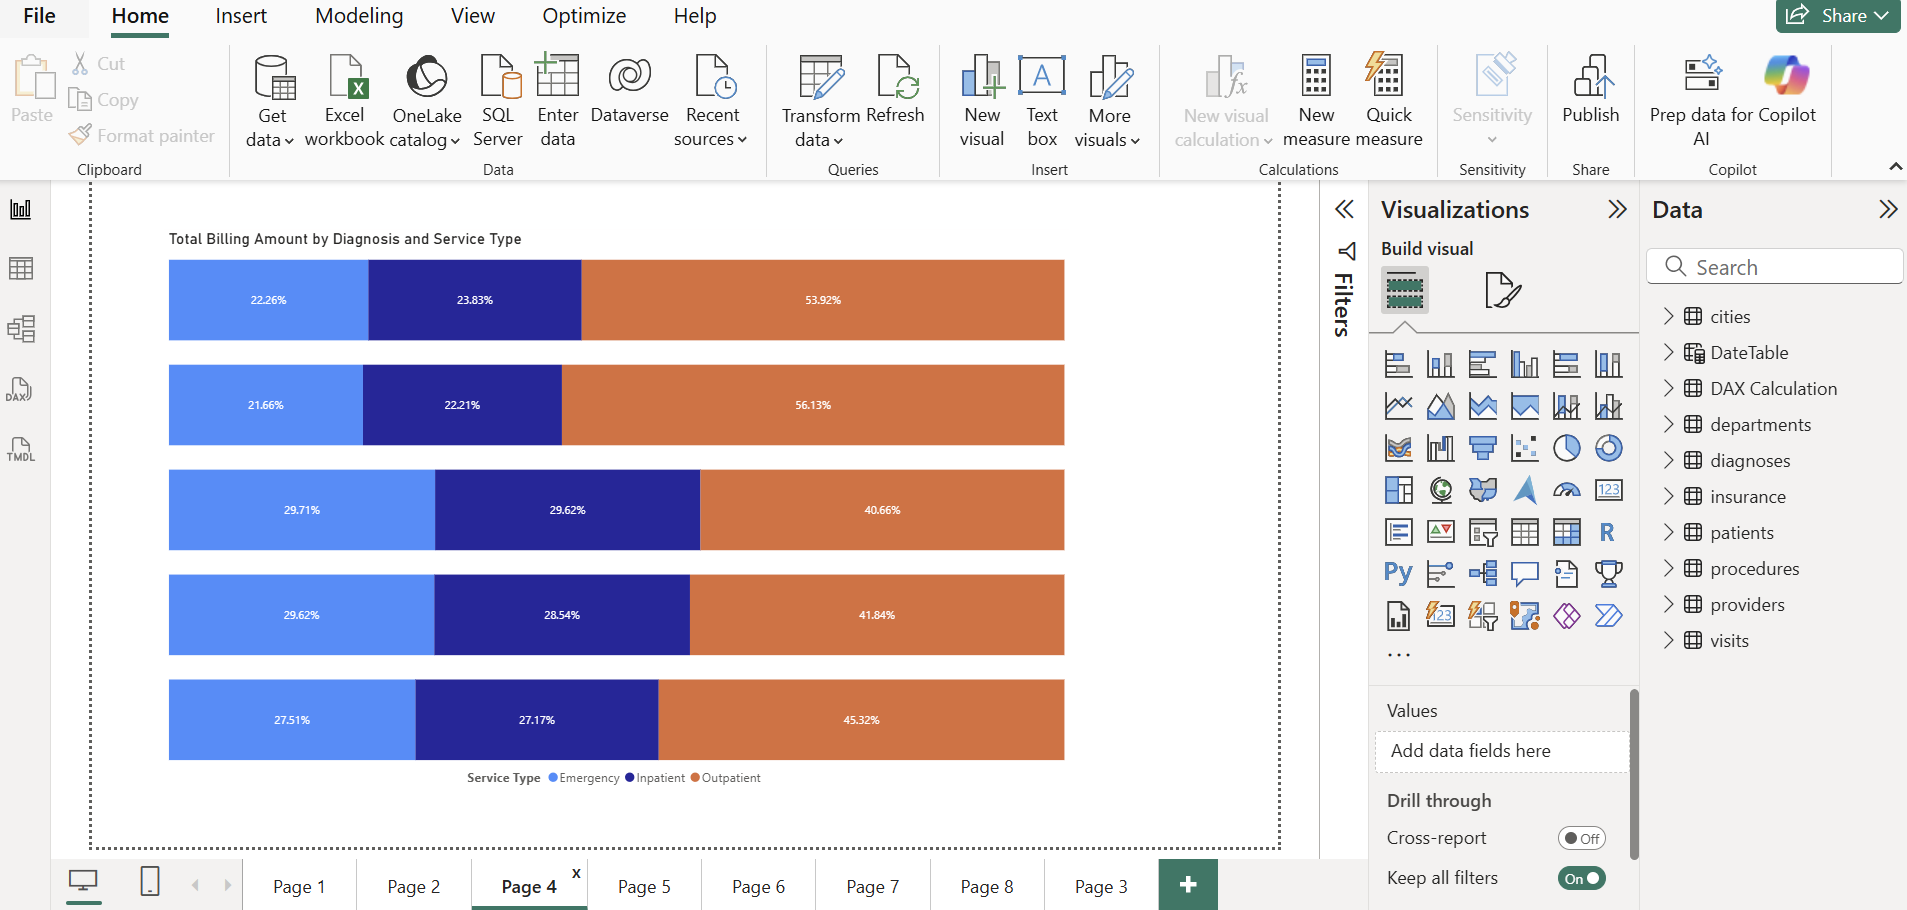 File
Home
Insert
Modeling
View
Optimize
Help
Share
Paste
Cut
Copy
Format painter
Clipboard
Get data
Excel workbook
OneLake catalog
SQL Server
Enter data
Dataverse
Recent sources
Data
Transform data
Refresh
Queries
New visual
Text box
More visuals
Insert
New visual calculation
New measure
Quick measure
Calculations
Sensitivity
Sensitivity
Publish
Share
Prep data for AI
Copilot
Copilot
DAX
TMDL
Total Billing Amount by Diagnosis and Service Type
22.26% 23.83% 53.92%
21.66% 22.21% 56.13%
29.71% 29.62% 40.66%
29.62% 28.54% 41.84%
27.51% 27.17% 45.32%
Service Type Emergency Inpatient Outpatient
Filters
Visualizations
Build visual
123
R
Py
123
...
Values
Add data fields here
Drill through
Cross-report Off
Keep all filters On
Data
Search
cities
DateTable
DAX Calculation
departments
diagnoses
insurance
patients
procedures
providers
visits
Page 1
Page 2
Page 4 x
Page 5
Page 6
Page 7
Page 8
Page 3
+